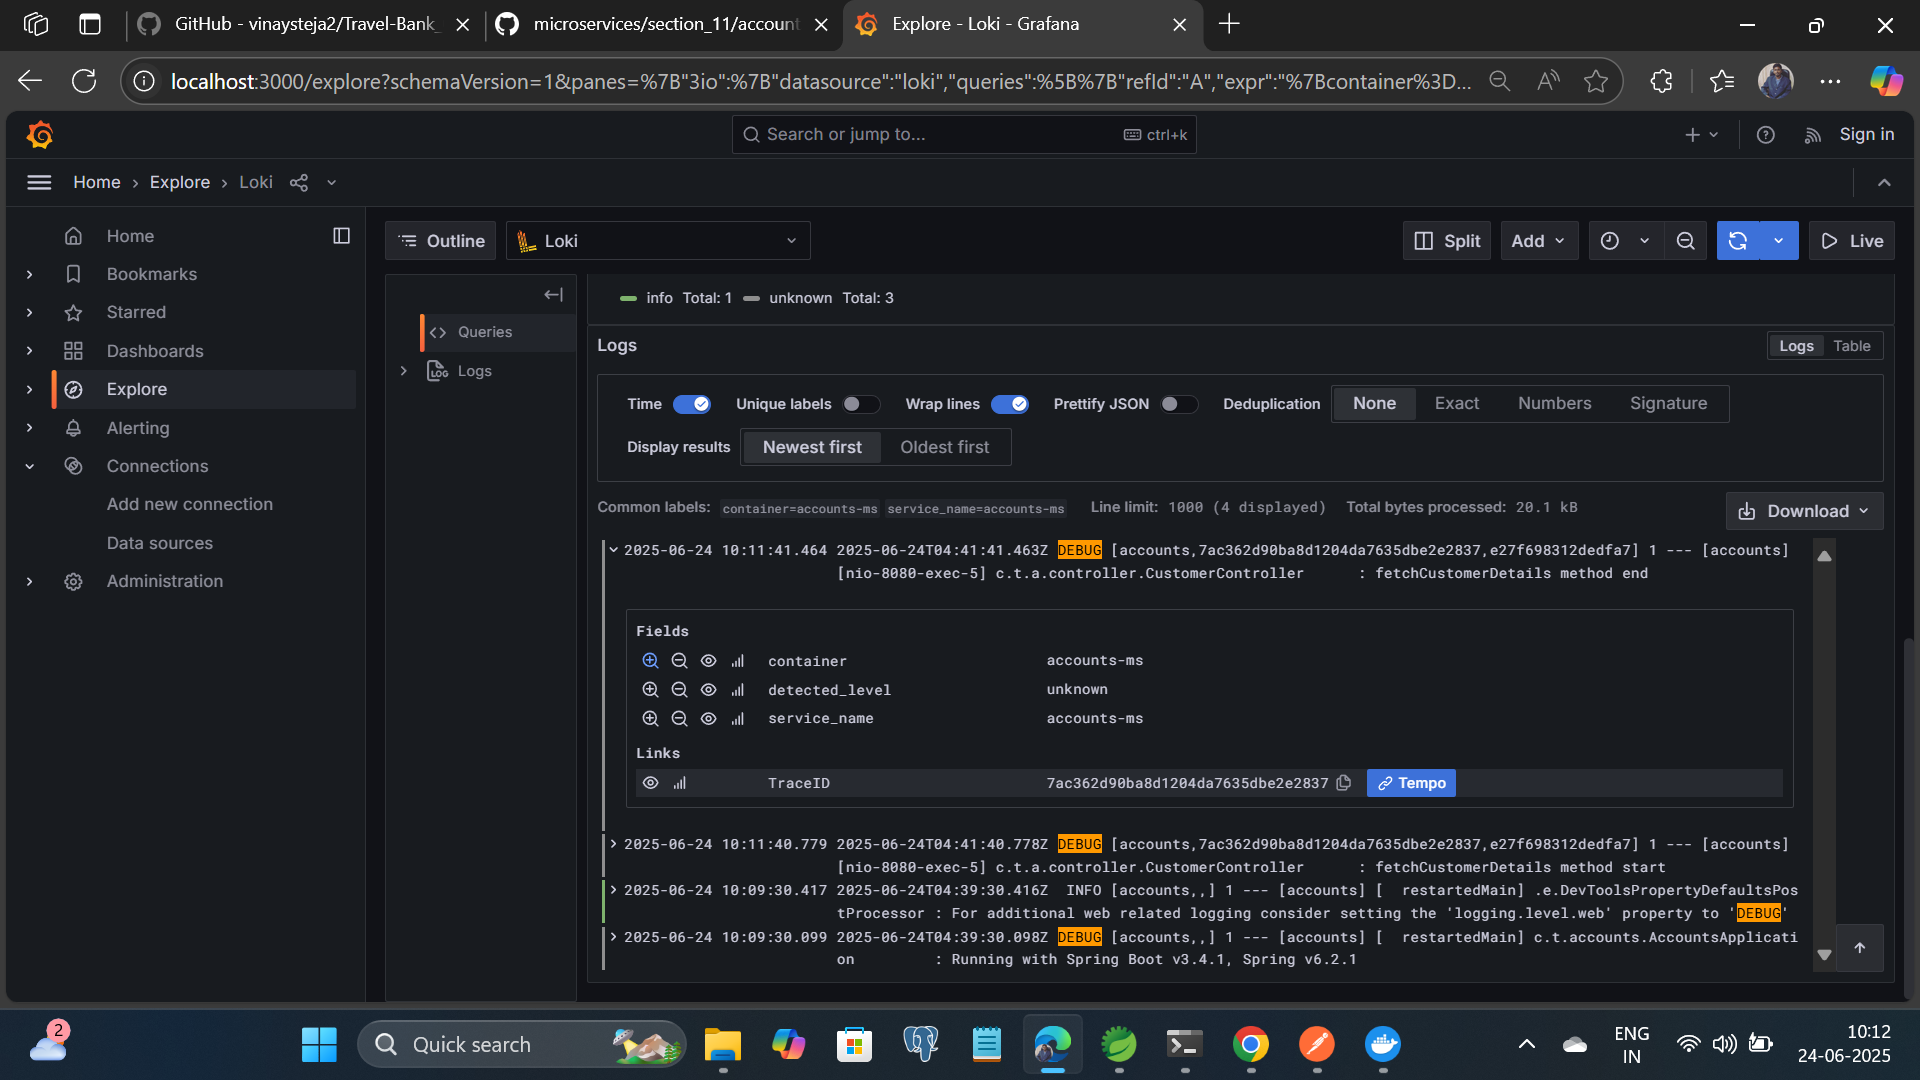 GitHub - vinaysteja2/Travel-Bank_
microservices/section_11/account
Explore - Loki - Grafana
localhost:3000/explore?schemaVersion=1&panes=%7B"3io":%7B"datasource":"loki","queries":%5B%7B"refId":"A","expr":"%7Bcontainer%3D...
Search or jump to...
ctrl+k
Sign in
Home
Explore
Loki
Home
Bookmarks
Starred
Dashboards
Explore
Alerting
Connections
Add new connection
Data sources
Administration
Outline
Loki
Split
Add
Live
Queries
Logs
info Total: 1
unknown Total: 3
Logs
Logs
Table
Time
Unique labels
Wrap lines
Prettify JSON
Deduplication
None
Exact
Numbers
Signature
Display results
Newest first
Oldest first
Common labels: container=accounts-ms service_name=accounts-ms Line limit: 1000 (4 displayed) Total bytes processed: 20.1 kB
Download
2025-06-24 10:11:41.464 2025-06-24T04:41:41.463Z DEBUG [accounts,7ac362d90ba8d1204da7635dbe2e2837,e27f698312dedfa7] 1 --- [accounts]
[nio-8080-exec-5] c.t.a.controller.CustomerController : fetchCustomerDetails method end
Fields
container accounts-ms
detected_level unknown
service_name accounts-ms
Links
TraceID 7ac362d90ba8d1204da7635dbe2e2837 Tempo
2025-06-24 10:11:40.779 2025-06-24T04:41:40.778Z DEBUG [accounts,7ac362d90ba8d1204da7635dbe2e2837,e27f698312dedfa7] 1 --- [accounts]
[nio-8080-exec-5] c.t.a.controller.CustomerController : fetchCustomerDetails method start
2025-06-24 10:09:30.417 2025-06-24T04:39:30.416Z INFO [accounts,,] 1 --- [accounts] [ restartedMain] .e.DevToolsPropertyDefaultsPos
tProcessor : For additional web related logging consider setting the 'logging.level.web' property to 'DEBUG'
2025-06-24 10:09:30.099 2025-06-24T04:39:30.098Z DEBUG [accounts,,] 1 --- [accounts] [ restartedMain] c.t.accounts.AccountsApplicati
on : Running with Spring Boot v3.4.1, Spring v6.2.1
2
Quick search
ENG
IN
10:12
24-06-2025